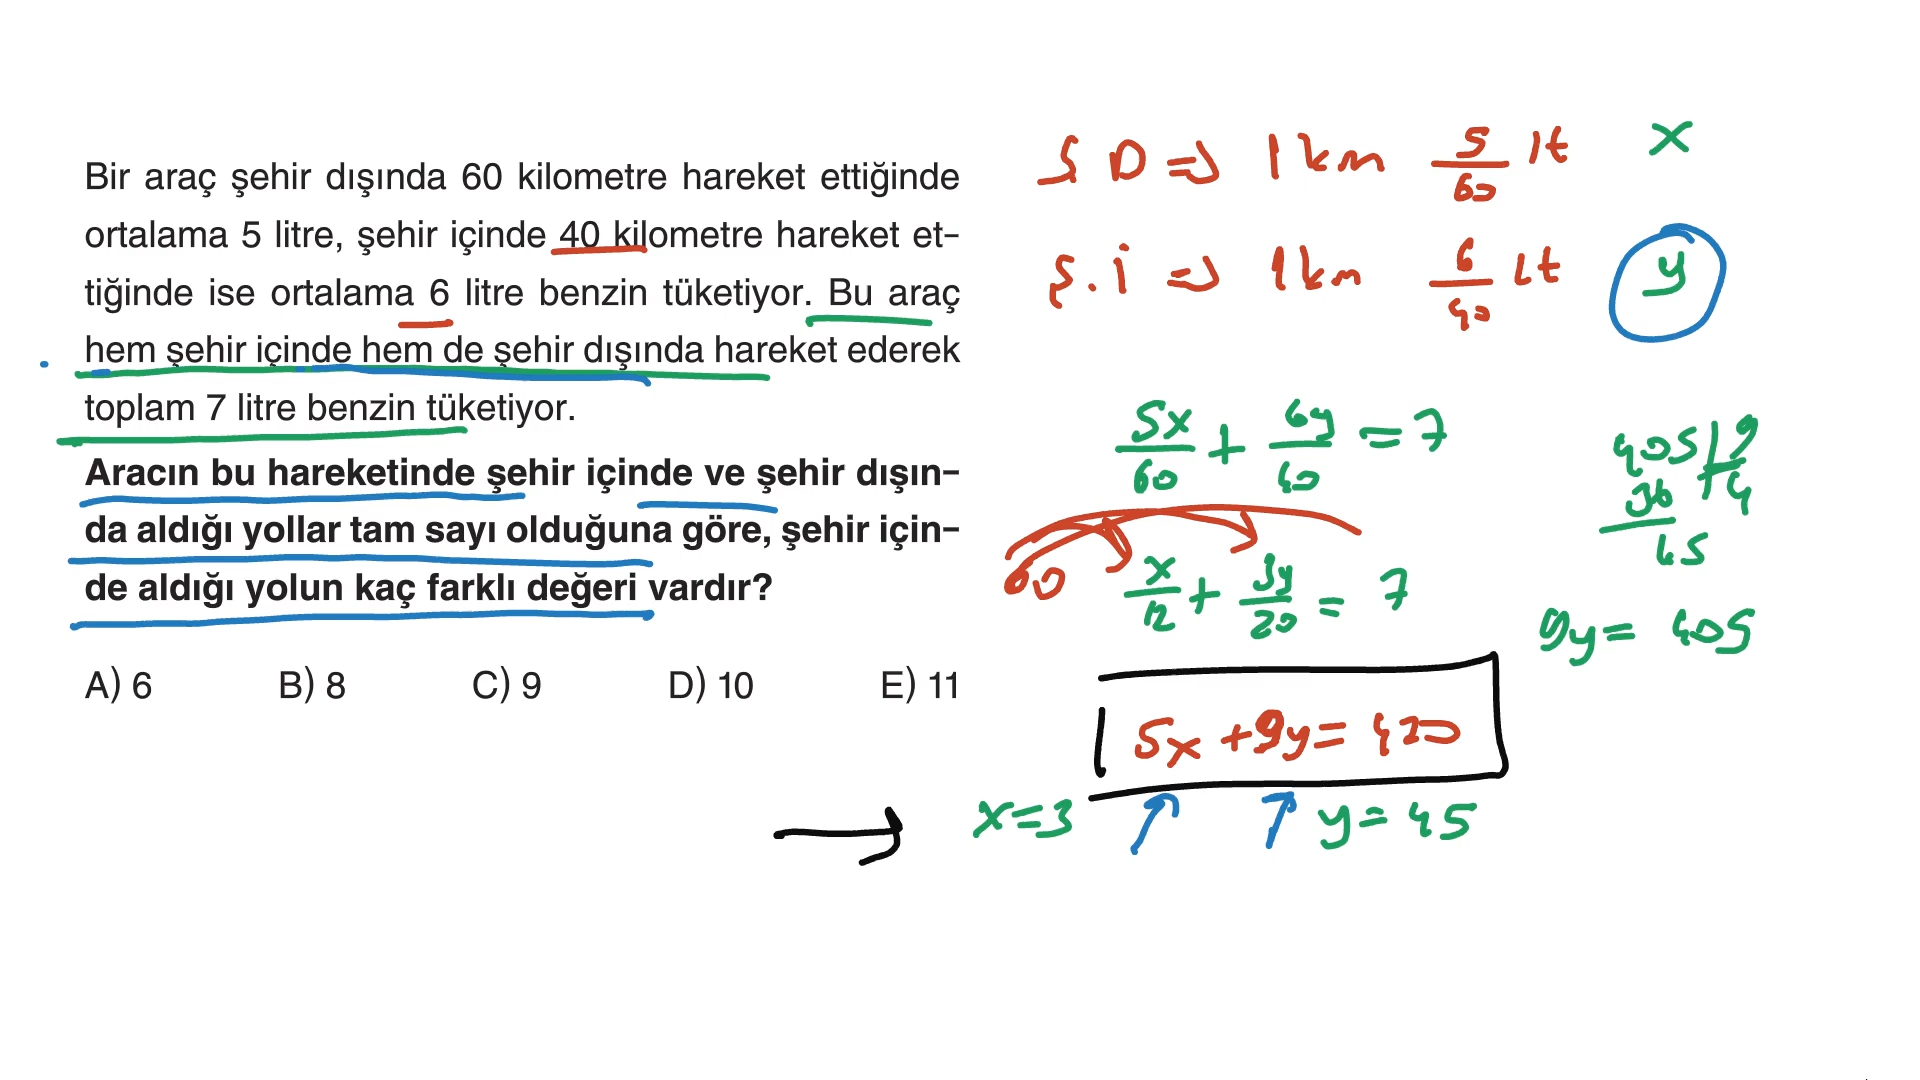 Bir araç şehir dışında 60 kilometre hareket ettiğinde
ortalama 5 litre, şehir içinde 40 kilometre hareket et–
tiğinde ise ortalama 6 litre benzin tüketiyor. Bu araç
hem şehir içinde hem de şehir dışında hareket ederek
toplam 7 litre benzin tüketiyor.
Aracın bu hareketinde şehir içinde ve şehir dışın–
da aldığı yollar tam sayı olduğuna göre, şehir için–
de aldığı yolun kaç farklı değeri vardır?
A) 6 B) 8 C) 9 D) 10 E) 11
Ş D ⇒ 1 km 5/60 lt x
Ş.İ ⇒ 1 km 6/40 Lt y
5x/60 + 6y/40 = 7
60 x/12 + 3y/20 = 7
5x + 9y = 420
x=3 y=45
405 9
36 4
45
9y = 405